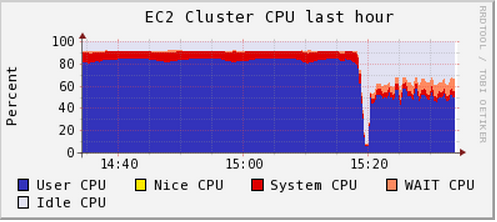 EC2 Cluster CPU last hour
RRDTOOL / TOBI OETIKER
Percent
100
80
60
40
20
0
14:40 15:00 15:20
User CPU Nice CPU System CPU WAIT CPU
Idle CPU